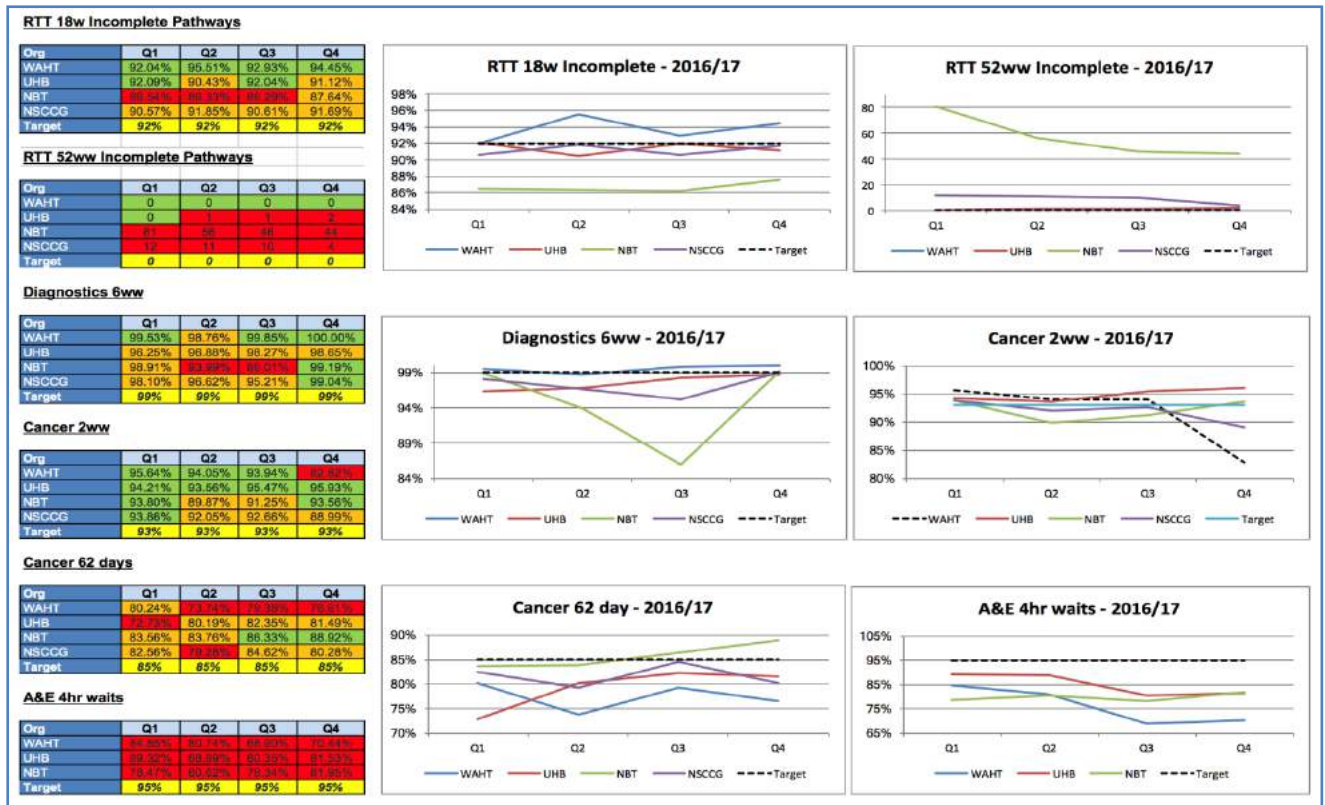 RTT 18w Incomplete Pathways
Org Q1 Q2 Q3 Q4
WAHT 92.04% 95.51% 92.93% 94.45%
UHB 92.09% 90.43% 92.04% 91.12%
NBT 86.54% 86.33% 86.29% 87.64%
NSCCG 90.57% 91.85% 90.61% 91.69%
Target 92% 92% 92% 92%
RTT 18w Incomplete - 2016/17
98%
96%
94%
92%
90%
88%
86%
84%
Q1 Q2 Q3 Q4
WAHT UHB NBT NSCCG Target
RTT 52ww Incomplete - 2016/17
80
60
40
20
0
Q1 Q2 Q3 Q4
WAHT UHB NBT NSCCG Target
RTT 52ww Incomplete Pathways
Org Q1 Q2 Q3 Q4
WAHT 0 0 0 0
UHB 0 1 1 2
NBT 81 56 46 44
NSCCG 12 11 10 4
Target 0 0 0 0
Diagnostics 6ww
Org Q1 Q2 Q3 Q4
WAHT 99.53% 98.76% 99.85% 100.00%
UHB 96.25% 96.88% 98.27% 98.65%
NBT 98.91% 93.99% 86.01% 99.19%
NSCCG 98.10% 96.62% 95.21% 99.04%
Target 99% 99% 99% 99%
Diagnostics 6ww - 2016/17
99%
94%
89%
84%
Q1 Q2 Q3 Q4
WAHT UHB NBT NSCCG Target
Cancer 2ww - 2016/17
100%
95%
90%
85%
80%
Q1 Q2 Q3 Q4
WAHT UHB NBT NSCCG Target
Cancer 2ww
Org Q1 Q2 Q3 Q4
WAHT 95.64% 94.05% 93.94% 82.82%
UHB 94.21% 93.56% 95.47% 95.93%
NBT 93.80% 89.87% 91.25% 93.56%
NSCCG 93.86% 92.05% 92.66% 88.99%
Target 93% 93% 93% 93%
Cancer 62 days
Org Q1 Q2 Q3 Q4
WAHT 80.24% 73.74% 79.38% 76.61%
UHB 72.73% 80.19% 82.35% 81.49%
NBT 83.56% 83.76% 86.33% 88.92%
NSCCG 82.56% 79.28% 84.62% 80.28%
Target 85% 85% 85% 85%
Cancer 62 day - 2016/17
90%
85%
80%
75%
70%
Q1 Q2 Q3 Q4
WAHT UHB NBT NSCCG Target
A&E 4hr waits - 2016/17
105%
95%
85%
75%
65%
Q1 Q2 Q3 Q4
WAHT UHB NBT Target
A&E 4hr waits
Org Q1 Q2 Q3 Q4
WAHT 80.74% 70.44%
UHB 89.32% 80.35%
NBT 80.62% 78.34% 81.95%
Target 95% 95% 95% 95%